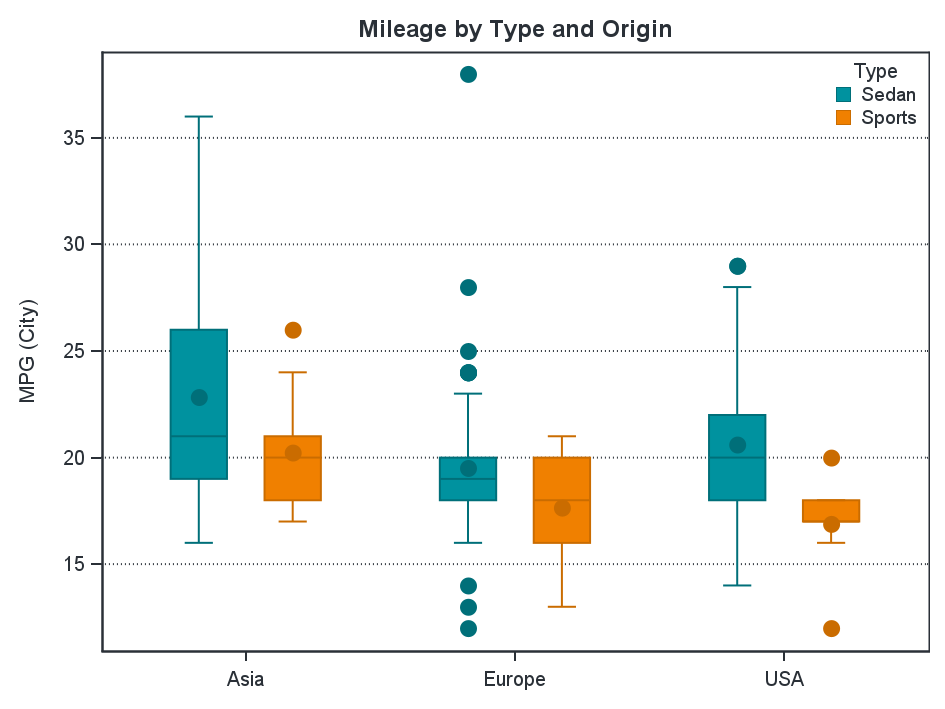 Mileage by Type and Origin
Type
Sedan
Sports
MPG (City)
35
30
25
20
15
Asia
Europe
USA